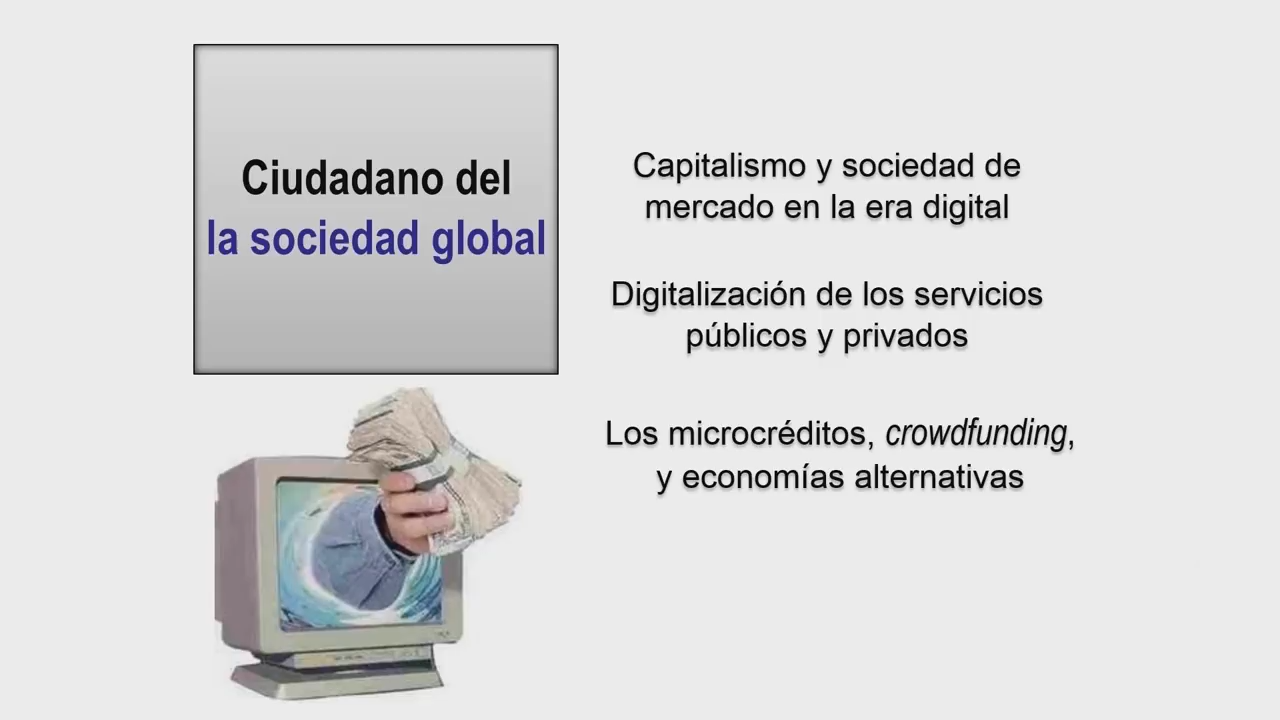 Ciudadano del
la sociedad global
Capitalismo y sociedad de
mercado en la era digital
Digitalización de los servicios
públicos y privados
Los microcréditos, crowdfunding,
y economías alternativas